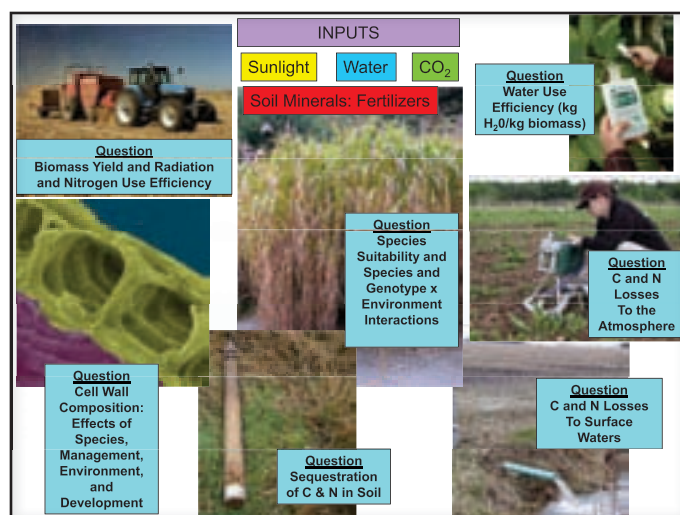 INPUTS
Sunlight
Water
CO₂
Soil Minerals: Fertilizers
Question
Biomass Yield and Radiation
and Nitrogen Use Efficiency
Question
Water Use
Efficiency (kg
H₂0/kg biomass)
Question
Species
Suitability and
Species and
Genotype x
Environment
Interactions
Question
C and N
Losses
To the
Atmosphere
Question
Cell Wall
Composition:
Effects of
Species,
Management,
Environment,
and
Development
Question
Sequestration
of C & N in Soil
Question
C and N Losses
To Surface
Waters